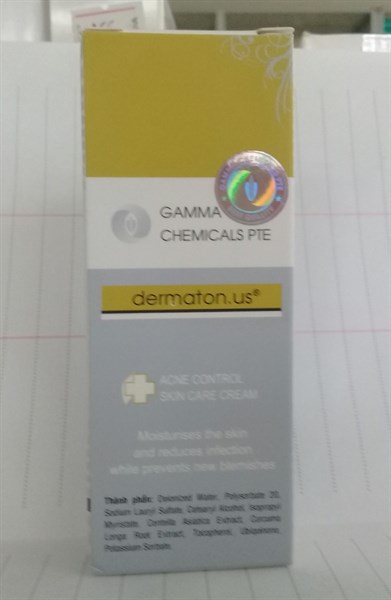 GAMMA
CHEMICALS PTE
dermaton.us®
ACNE CONTROL
SKIN CARE CREAM
Moisturises the skin
and reduces infection
while prevents new blemishes
Thành phần: Deionized Water, Polysorbate 20,
Sodium Lauryl Sulfate, Cetearyl Alcohol, Isopropyl
Myristate, Centella Asiatica Extract, Curcuma
Longa Root Extract, Tocopherol, Ubiquinone,
Potassium Sorbate.